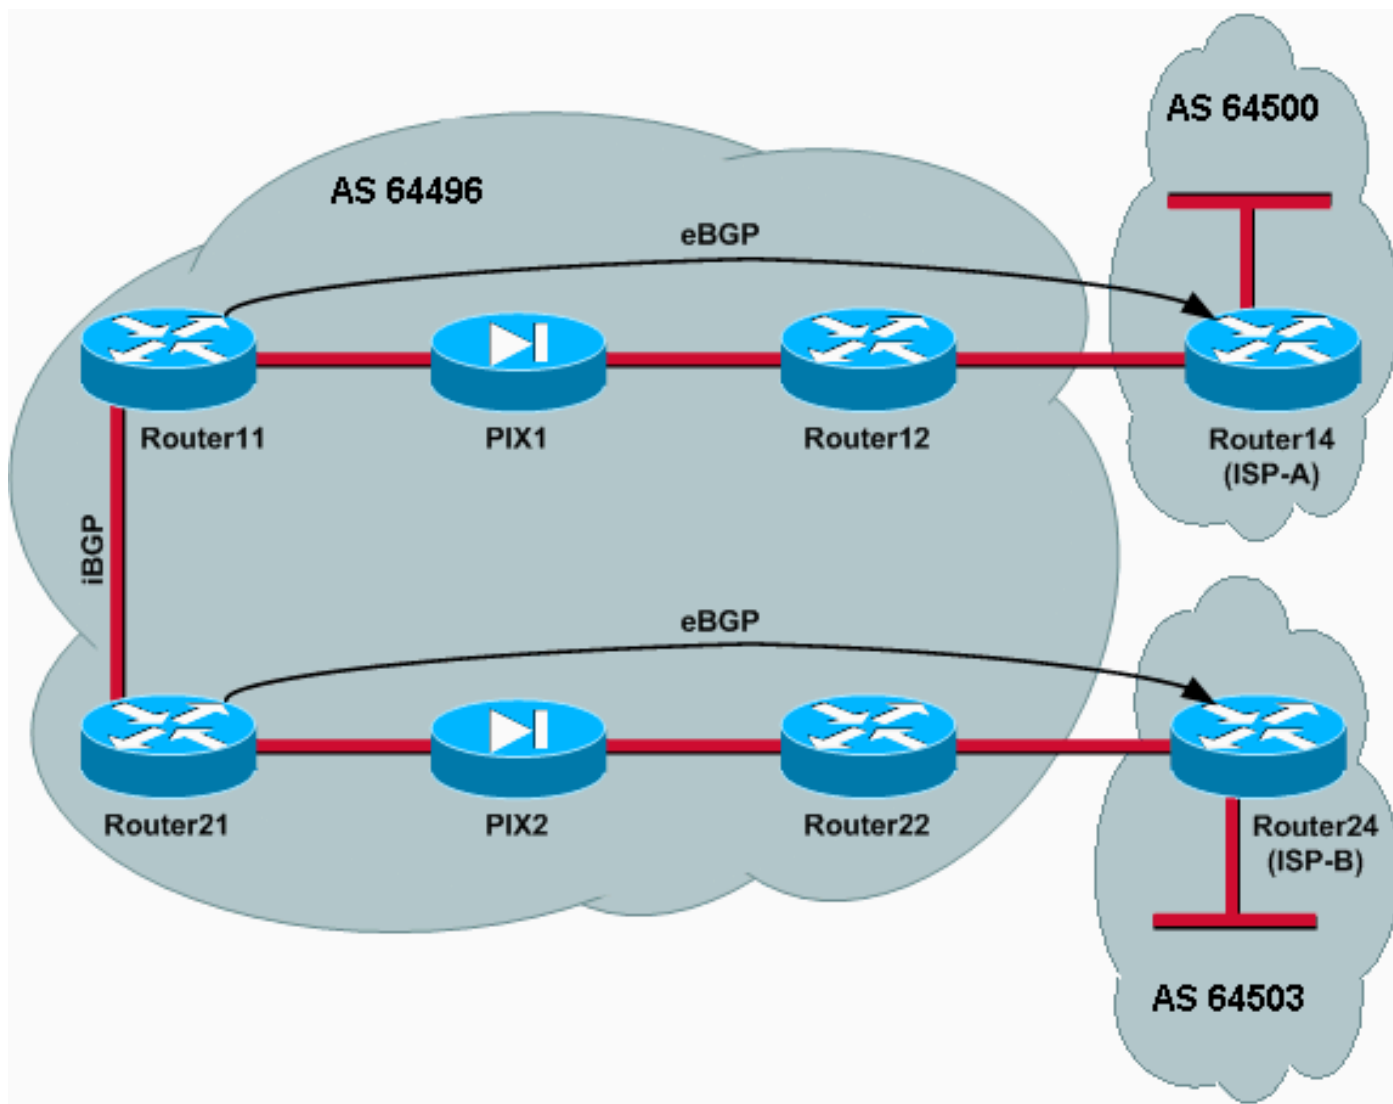 AS 64500
AS 64496
eBGP
Router11
PIX1
Router12
Router14
(ISP-A)
iBGP
eBGP
Router21
PIX2
Router22
Router24
(ISP-B)
AS 64503